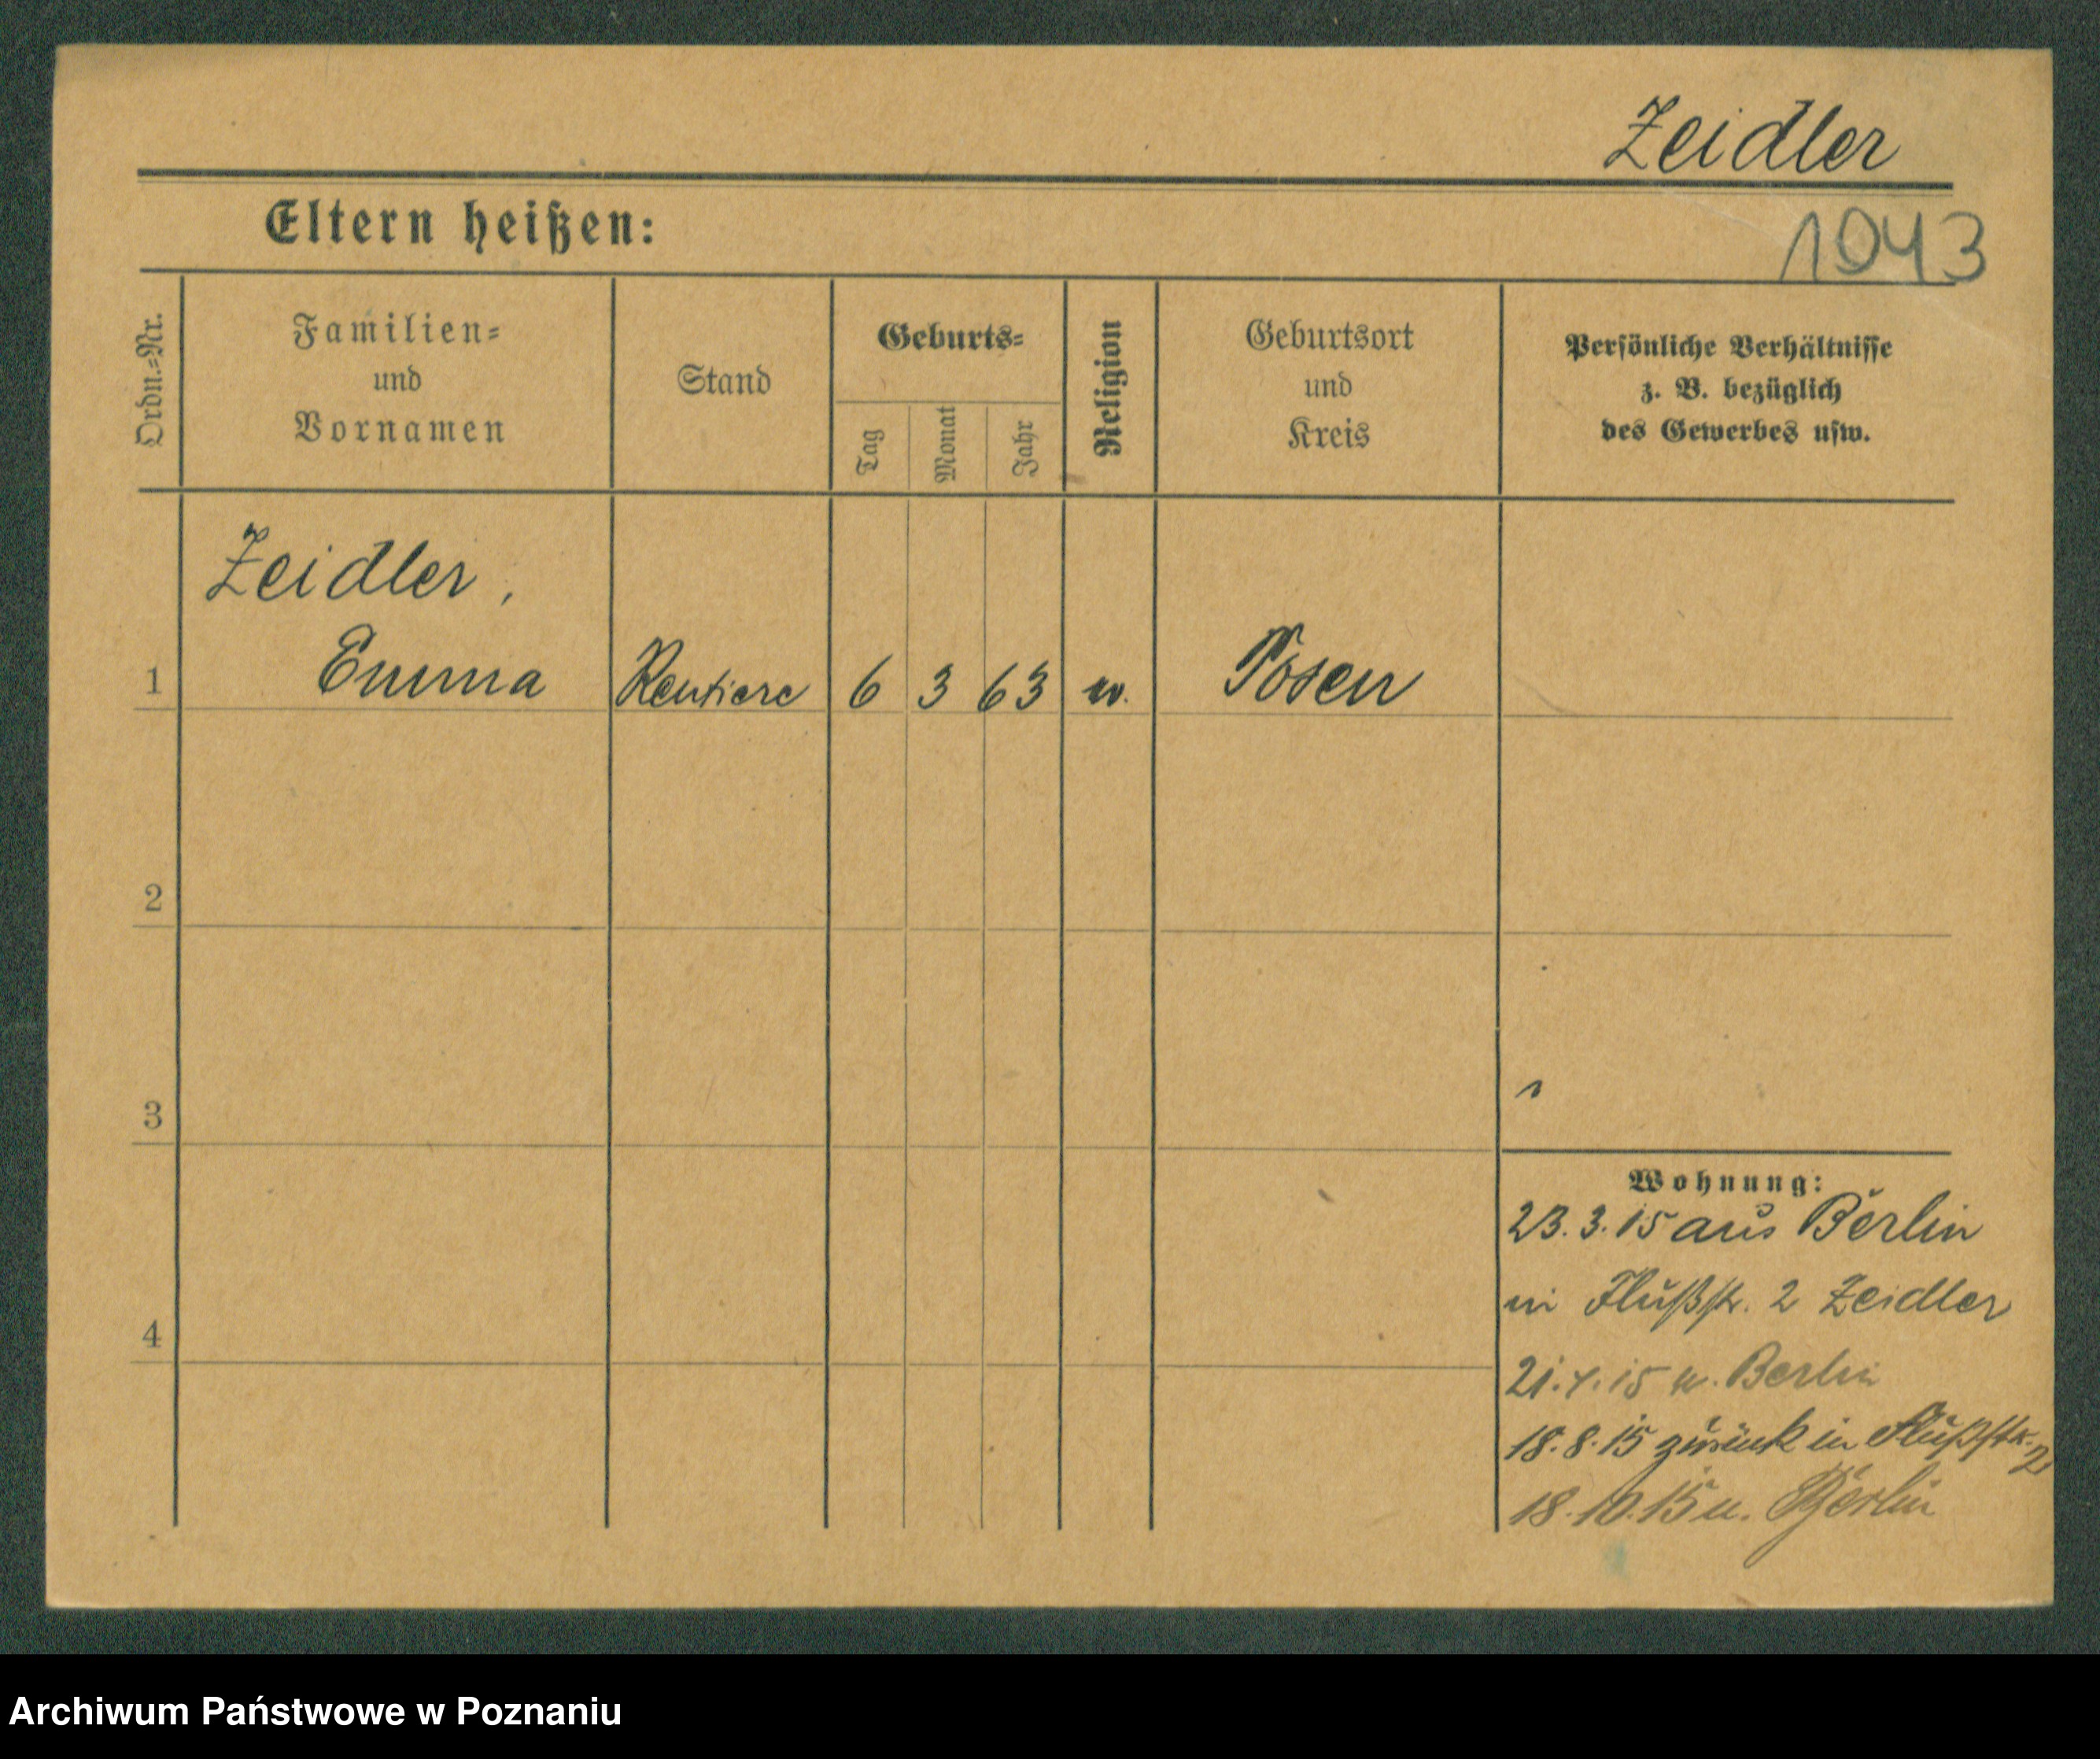 Zeidler
Eltern heißen:
1943
Ordn.=Nr.
Familien=
und
Vornamen
Stand
Geburts=
Tag
Monat
Jahr
Religion
Geburtsort
und
Kreis
Persönliche Verhältnisse
z. B. bezüglich
des Gewerbes usw.
Zeidler,
1 Emma Rentiere 6 3 63 ev. Posen
2
3
4
Wohnung:
23.3.15 aus Berlin
in Flußstr. 2 Zeidler
21.4.15 n. Berlin
18.8.15 zurück in Flußstr. 2
18.10.15 n. Berlin
Archiwum Państwowe w Poznaniu